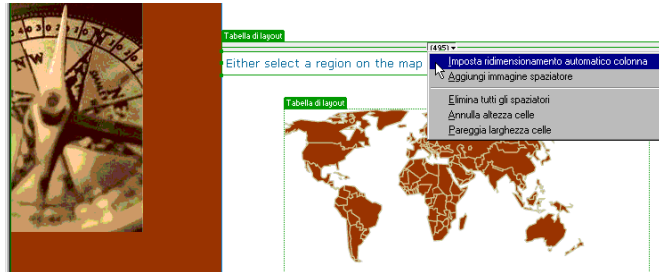 Tabella di layout
(495)
Either select a region on the map
Imposta ridimensionamento automatico colonna
Aggiungi immagine spaziatore
Elimina tutti gli spaziatori
Annulla altezza celle
Pareggia larghezza celle
Tabella di layout
N
W